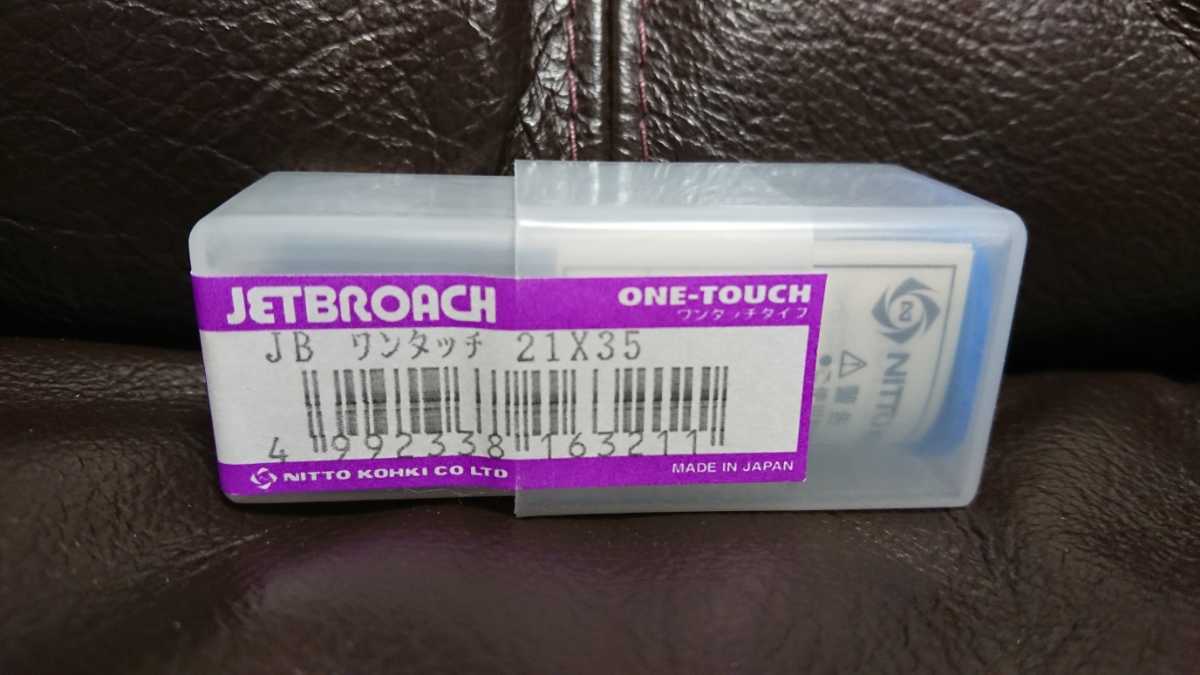 JETBROACH
ONE-TOUCH
ワンタッチタイプ
JB ワンタッチ 21X35
4 992338 163211
NITTO KOHKI CO LTD
MADE IN JAPAN
NITTO